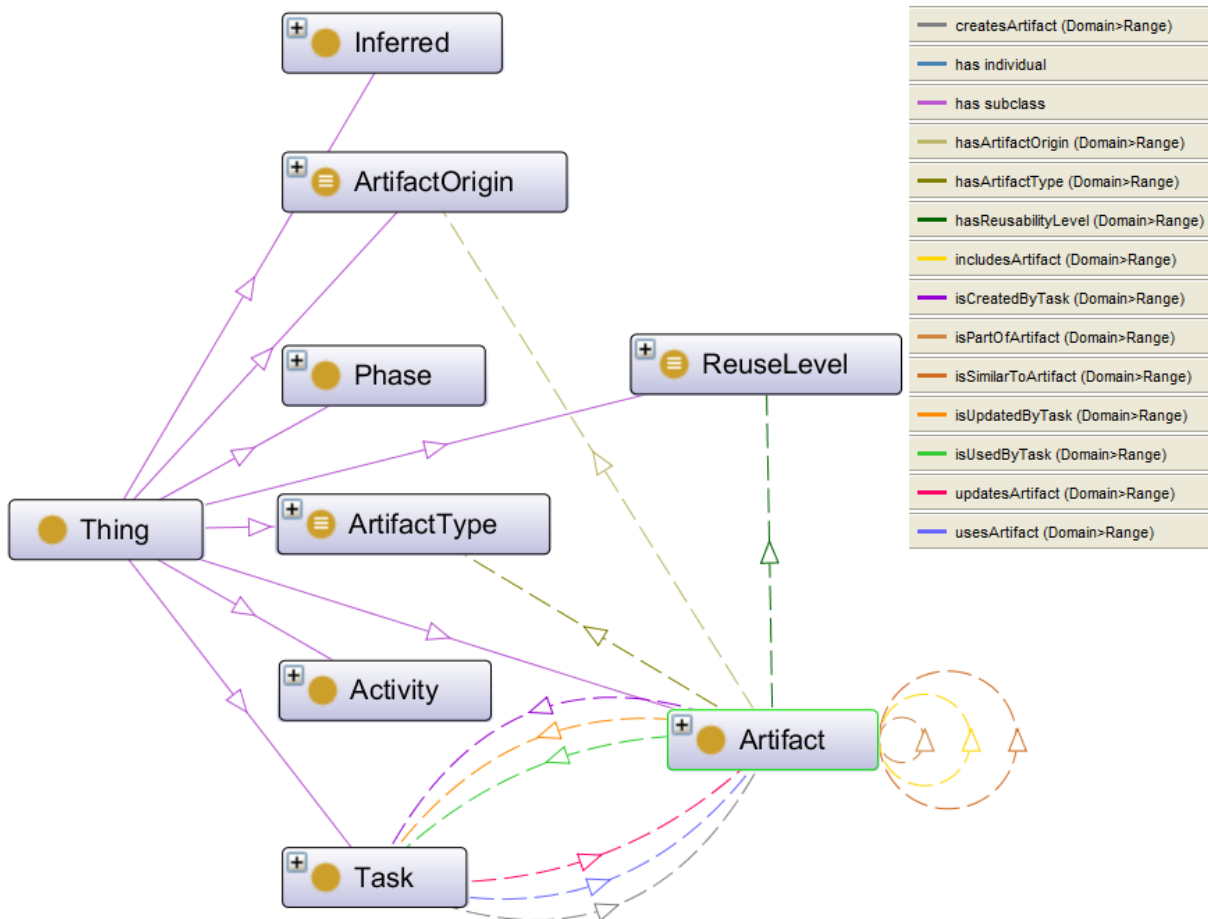 Inferred
ArtifactOrigin
Phase
ReuseLevel
Thing
ArtifactType
Activity
Artifact
Task
createsArtifact (Domain>Range)
has individual
has subclass
hasArtifactOrigin (Domain>Range)
hasArtifactType (Domain>Range)
hasReusabilityLevel (Domain>Range)
includesArtifact (Domain>Range)
isCreatedByTask (Domain>Range)
isPartOfArtifact (Domain>Range)
isSimilarToArtifact (Domain>Range)
isUpdatedByTask (Domain>Range)
isUsedByTask (Domain>Range)
updatesArtifact (Domain>Range)
usesArtifact (Domain>Range)